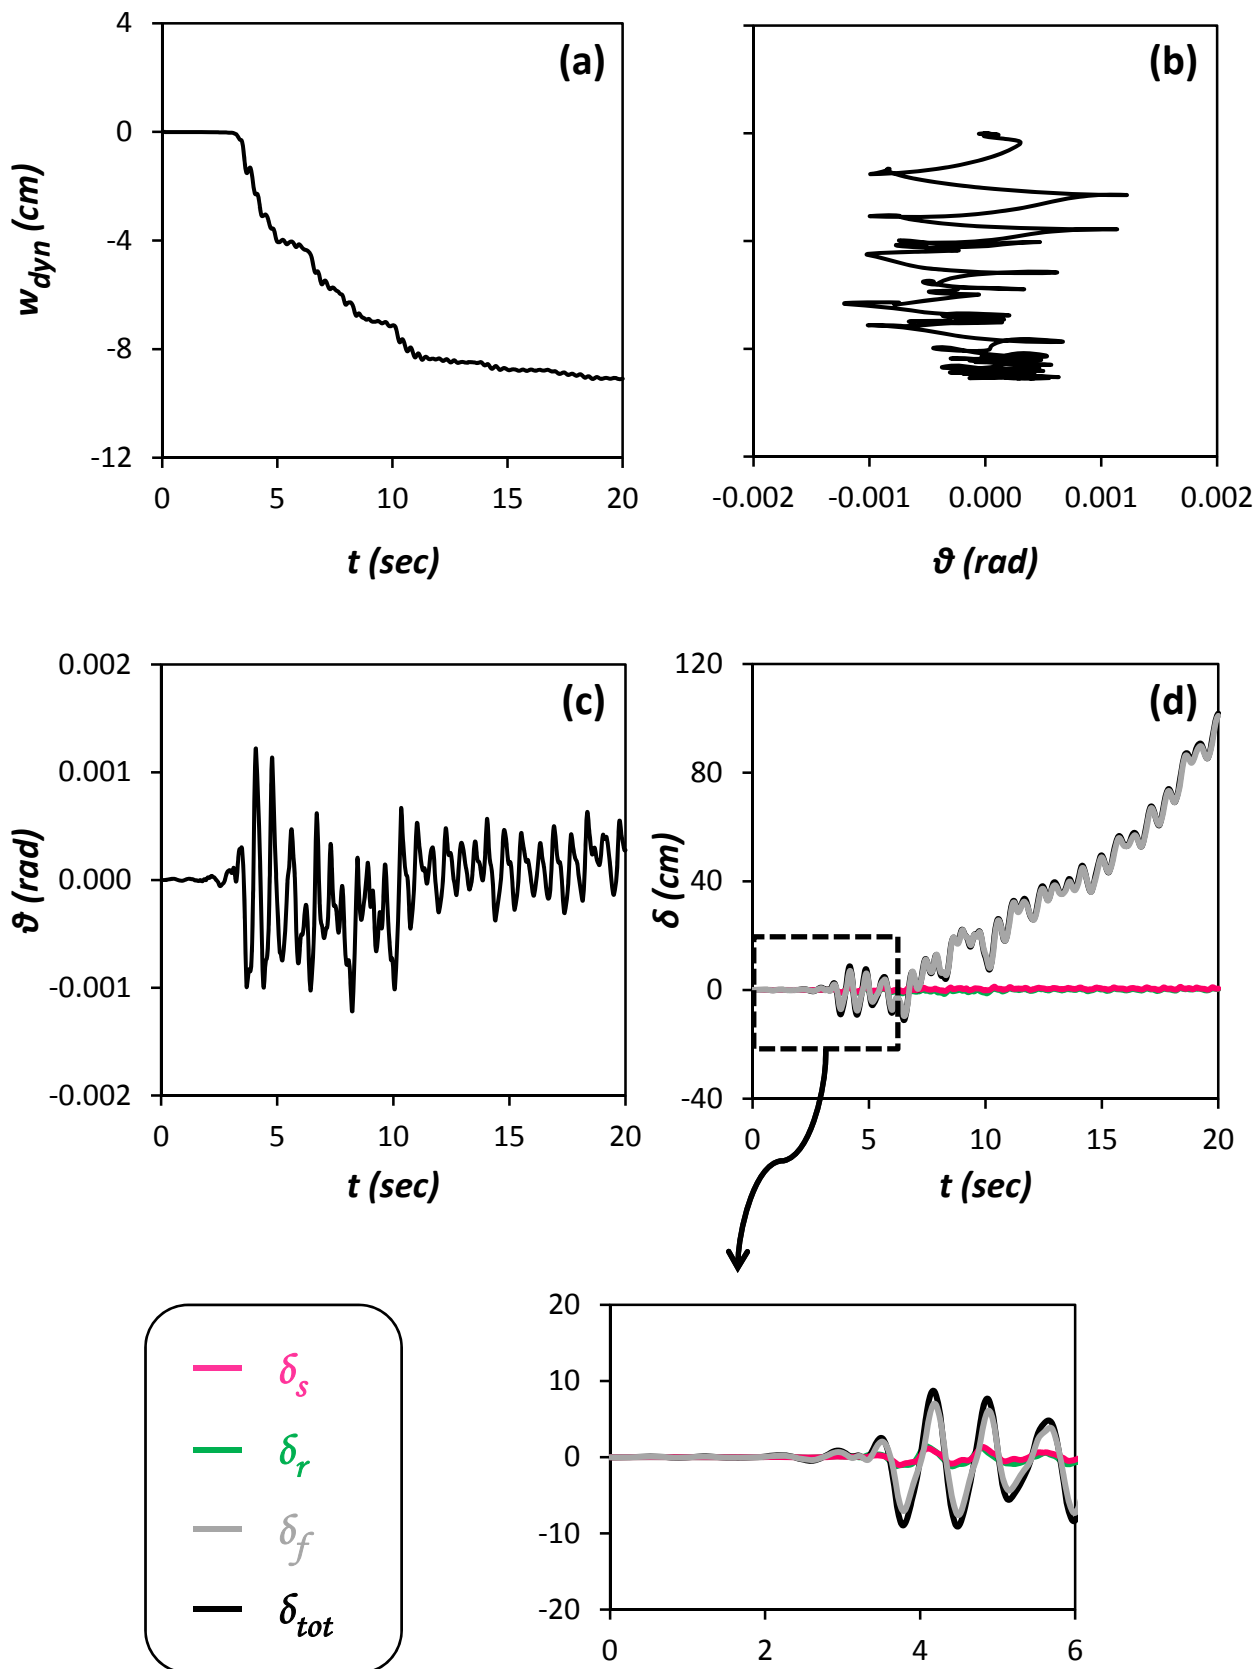 4
0
-4
-8
-12
w_dyn (cm)
(a)
0 5 10 15 20
t (sec)
(b)
-0.002 -0.001 0.000 0.001 0.002
ϑ (rad)
0.002
0.001
0.000
-0.001
-0.002
ϑ (rad)
(c)
0 5 10 15 20
t (sec)
120
80
40
0
-40
δ (cm)
(d)
0 5 10 15 20
t (sec)
δ_s
δ_r
δ_f
δ_tot
20
10
0
-10
-20
0 2 4 6